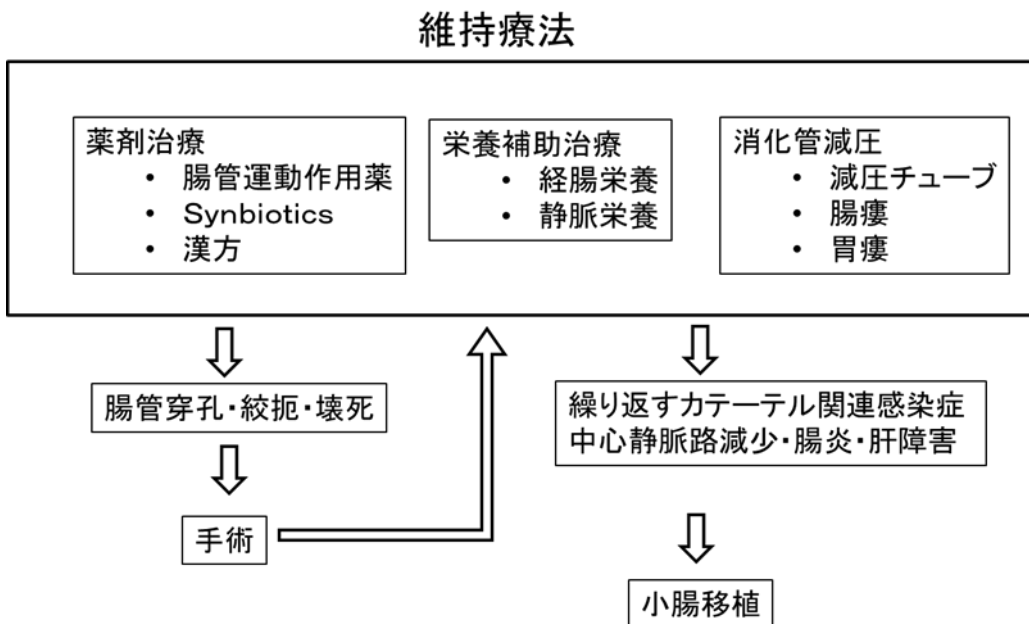 維持療法
薬剤治療
• 腸管運動作用薬
• Synbiotics
• 漢方
栄養補助治療
• 経腸栄養
• 静脈栄養
消化管減圧
• 減圧チューブ
• 腸瘻
• 胃瘻
腸管穿孔・絞扼・壊死
手術
繰り返すカテーテル関連感染症
中心静脈路減少・腸炎・肝障害
小腸移植